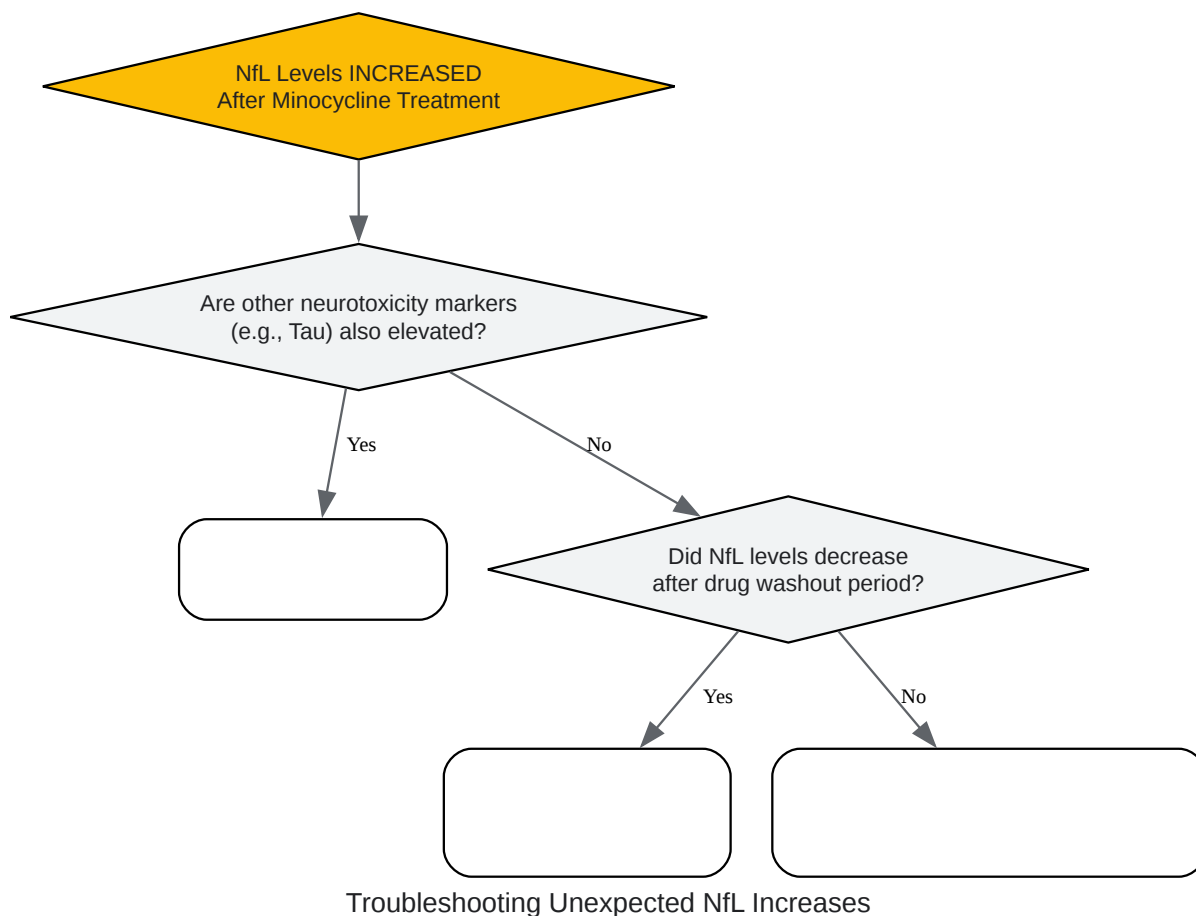 NfL Levels INCREASED
After Minocycline Treatment
Are other neurotoxicity markers
(e.g., Tau) also elevated?
Yes
No
Did NfL levels decrease
after drug washout period?
Yes
No
Troubleshooting Unexpected NfL Increases